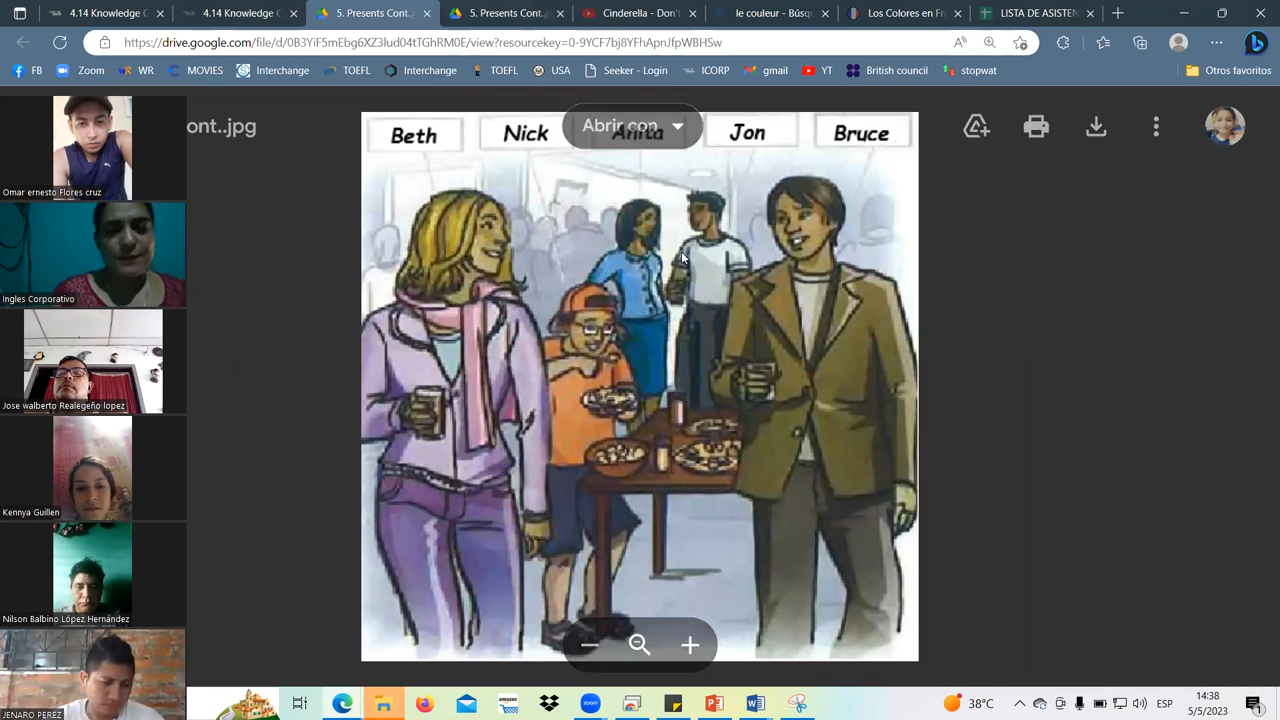 4.14 Knowledge C
4.14 Knowledge C
5. Presents Cont.
5. Presents Cont.
Cinderella - Don't
le couleur - Búsqu
Los Colores en Fra
LISTA DE ASISTEN
https://drive.google.com/file/d/0B3YiF5mEbg6XZ3lud04tTGhRM0E/view?resourcekey=0-9YCF7bj8YFhApnJfpWBHSw
FB
Zoom
WR
MOVIES
Interchange
TOEFL
Interchange
TOEFL
USA
Seeker - Login
ICORP
gmail
YT
British council
stopwat
Otros favoritos
ont..jpg
Abrir con
Beth
Nick
Anita
Jon
Bruce
Omar ernesto Flores cruz
Ingles Corporativo
Jose walberto Realegeño lopez
Kennya Guillen
Nilson Balbino López Hernández
JENARO PEREZ
38°C
ESP
14:38
5/5/2023